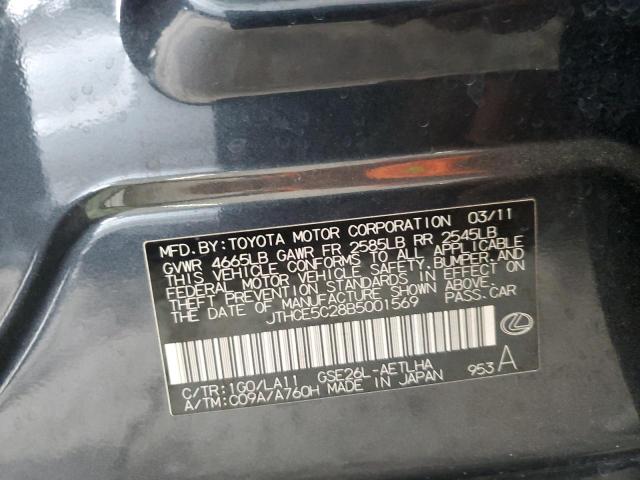 MFD. BY: TOYOTA MOTOR CORPORATION 03/11
GVWR 4665LB GAWR FR 2585LB RR 2545LB
THIS VEHICLE CONFORMS TO ALL APPLICABLE
FEDERAL MOTOR VEHICLE SAFETY, BUMPER, AND
THEFT PREVENTION STANDARDS IN EFFECT ON
THE DATE OF MANUFACTURE SHOWN ABOVE.
JTHCE5C28B5001569 PASS. CAR
C/TR: 1G0/LA11 GSE26L-AETLHA
A/TM: C09A/A760H MADE IN JAPAN 953 A